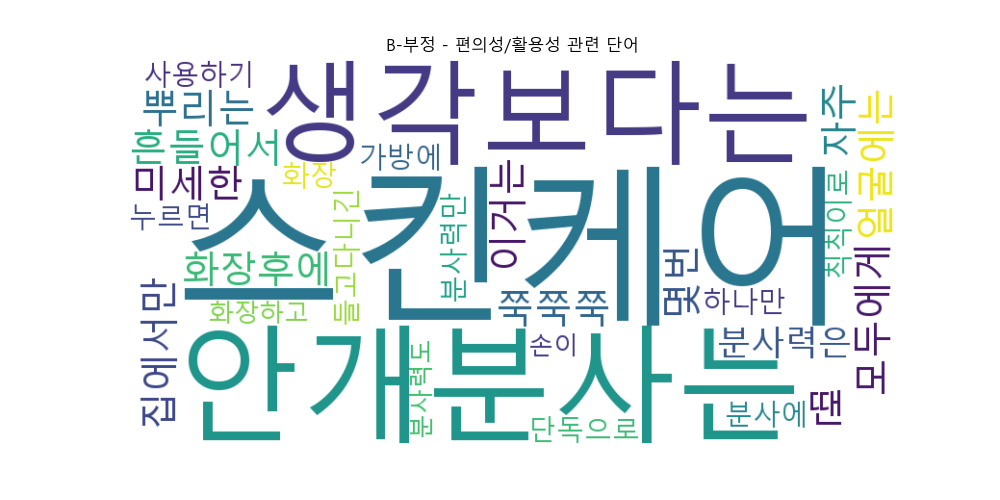 B-부정 - 편의성/활용성 관련 단어
사용하기
생각보다는
뿌리는
자주
얼굴에는
흔들어서
가방에
미세한
화장
이거는
스킨케어
누르면
들고다니긴
분사력만
착착이로
화장후에
몇번
모두에게
집에서만
화장하고
쭉쭉쭉
하나만
안개분사는
손이
분사력은
분사력도
땐
분사에
단독으로